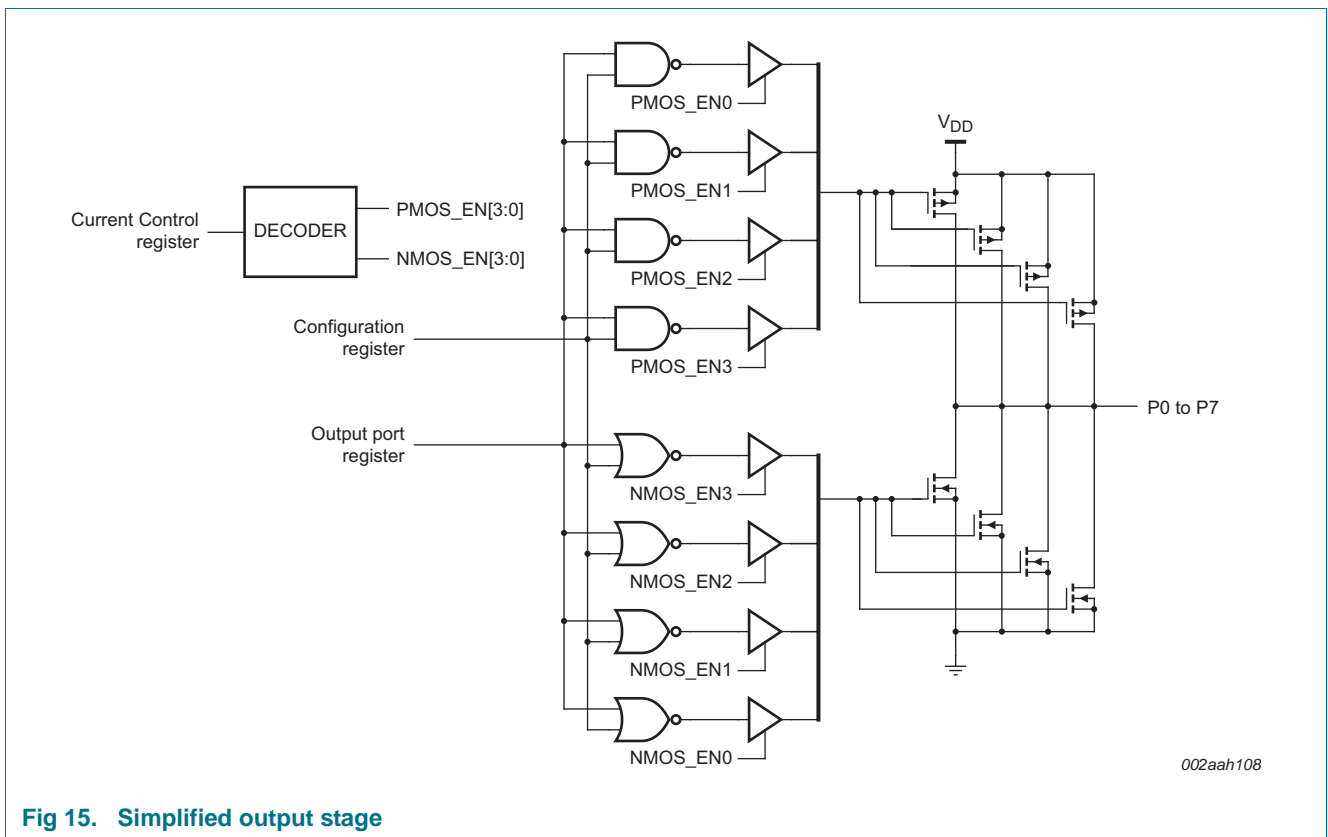 PMOS_EN0
V_DD
PMOS_EN1
Current Control
register
DECODER
PMOS_EN[3:0]
NMOS_EN[3:0]
PMOS_EN2
Configuration
register
PMOS_EN3
P0 to P7
Output port
register
NMOS_EN3
NMOS_EN2
NMOS_EN1
NMOS_EN0
002aah108
Fig 15. Simplified output stage